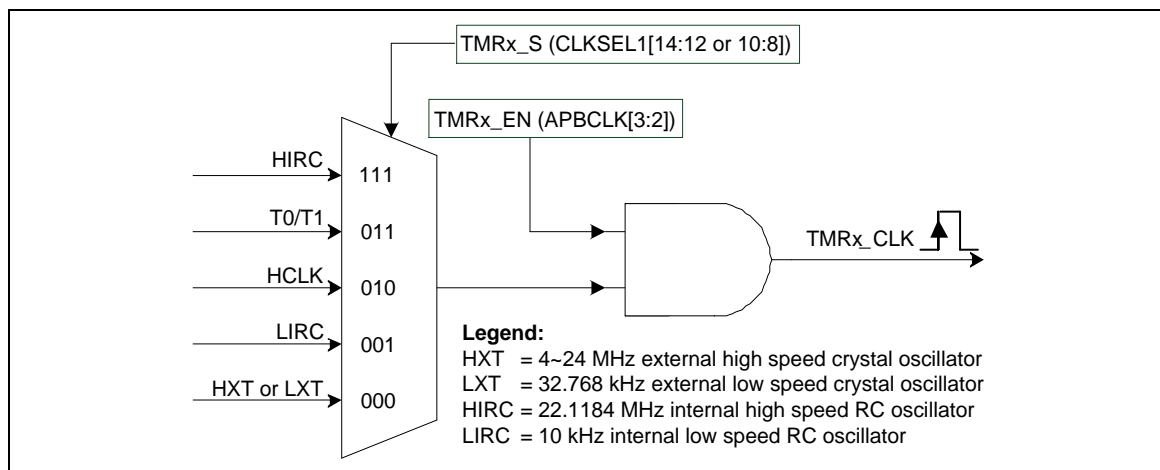 TMRx_S (CLKSEL1[14:12 or 10:8])
TMRx_EN (APBCLK[3:2])
HIRC
111
T0/T1
011
TMRx_CLK
HCLK
010
LIRC
001
HXT or LXT
000
Legend:
HXT = 4~24 MHz external high speed crystal oscillator
LXT = 32.768 kHz external low speed crystal oscillator
HIRC = 22.1184 MHz internal high speed RC oscillator
LIRC = 10 kHz internal low speed RC oscillator